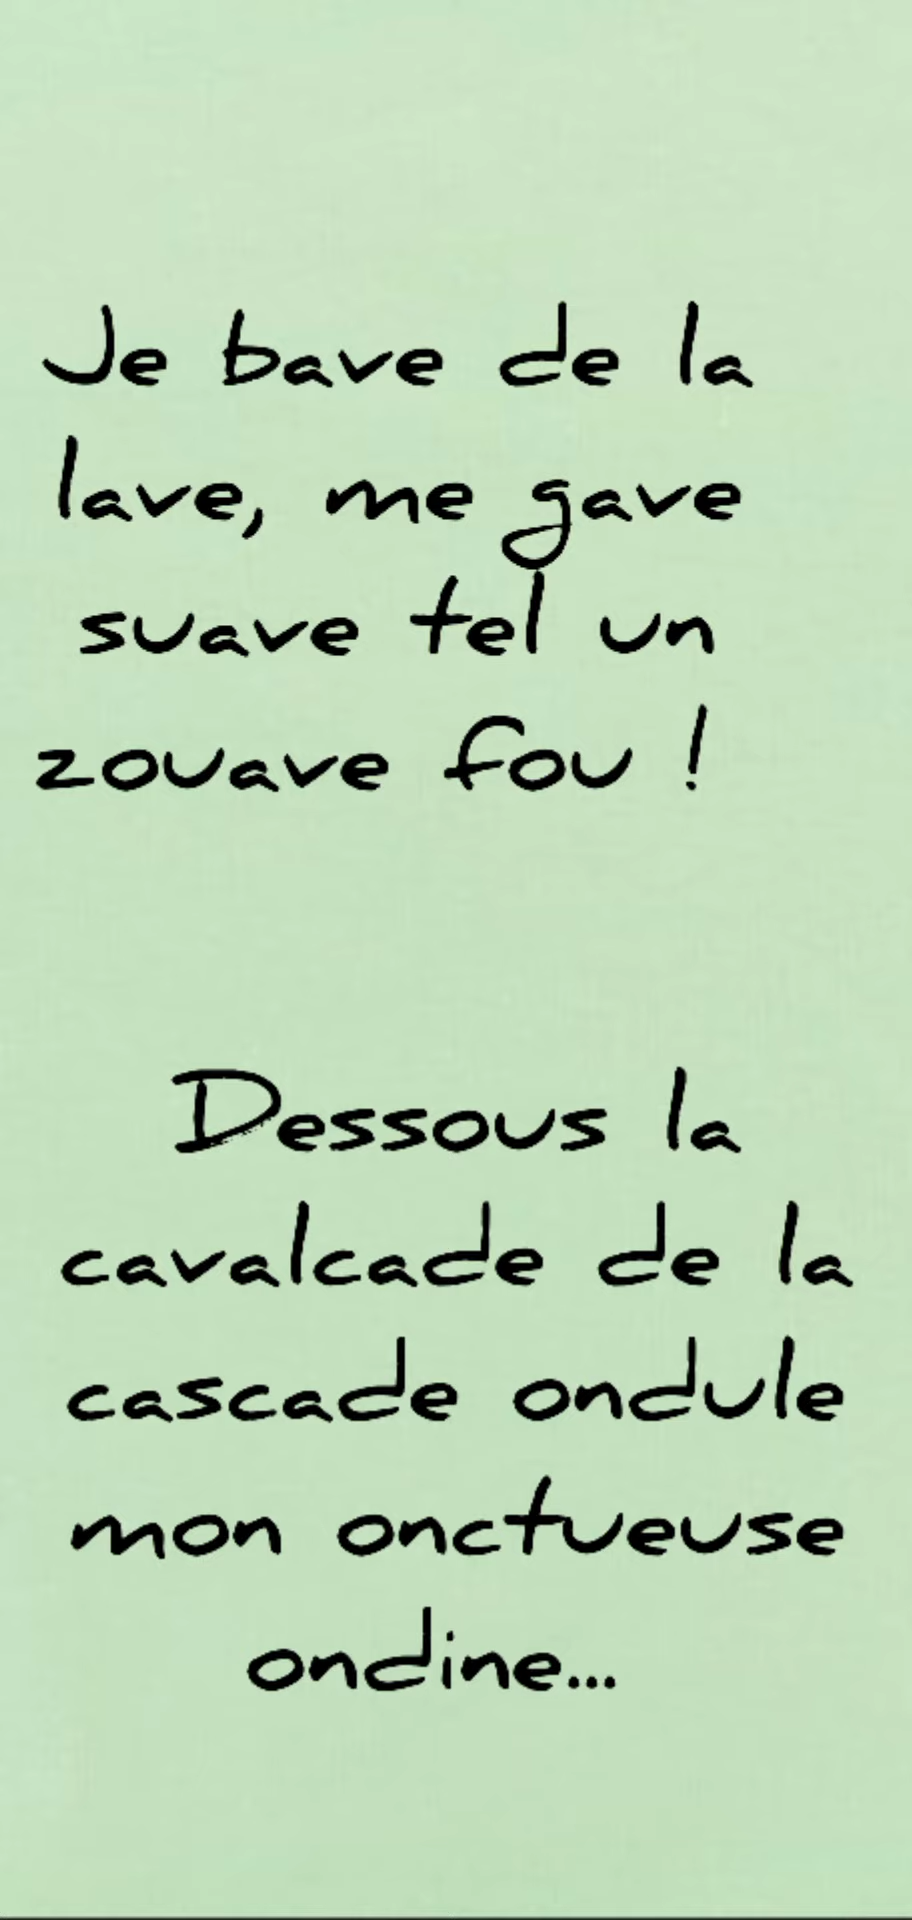 Je bave de la
lave, me gave
suave tel un
zouave fou !
Dessous la
cavalcade de la
cascade ondule
mon onctueuse
ondine...